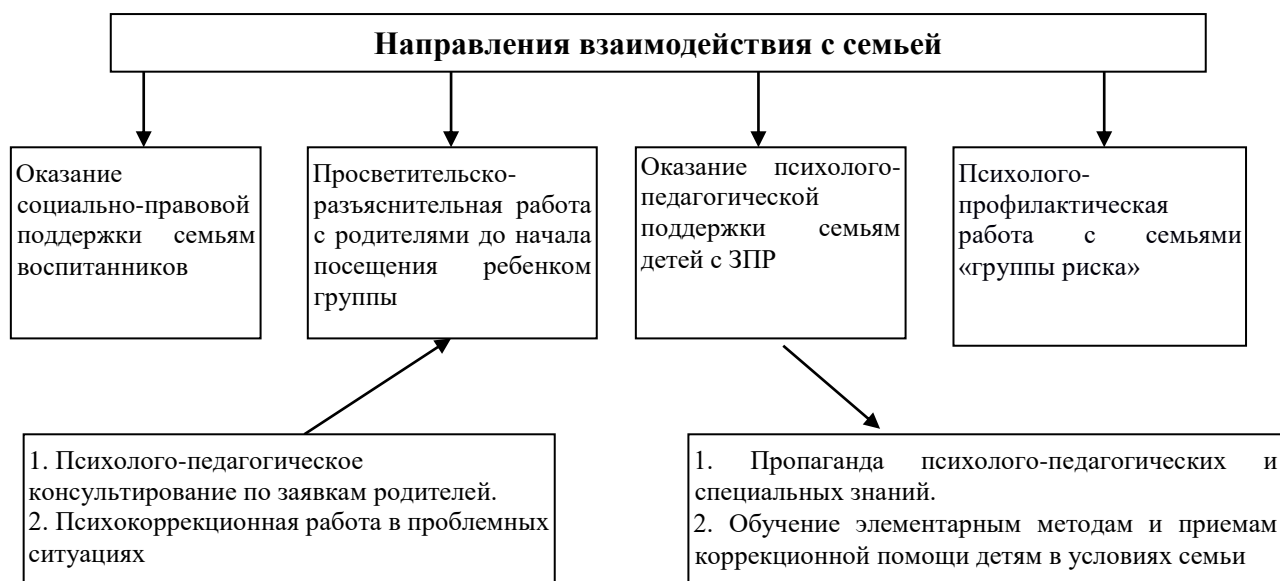 Направления взаимодействия с семьей
Оказание
социально-правовой
поддержки семьям
воспитанников
Просветительско-
разъяснительная работа
с родителями до начала
посещения ребенком
группы
Оказание психолого-
педагогической
поддержки семьям
детей с ЗПР
Психолого-
профилактическая
работа с семьями
«группы риска»
1. Психолого-педагогическое
консультирование по заявкам родителей.
2. Психокоррекционная работа в проблемных
ситуациях
1. Пропаганда психолого-педагогических и
специальных знаний.
2. Обучение элементарным методам и приемам
коррекционной помощи детям в условиях семьи